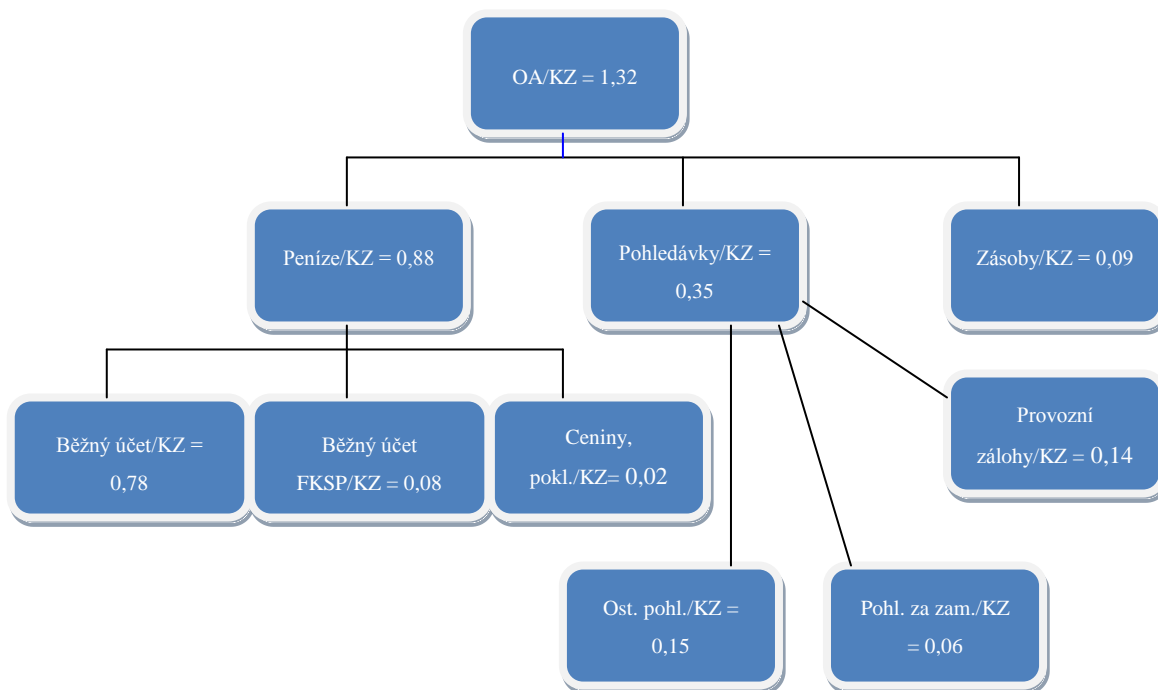 OA/KZ = 1,32
Peníze/KZ = 0,88
Pohledávky/KZ =
0,35
Zásoby/KZ = 0,09
Běžný účet/KZ =
0,78
Běžný účet
FKSP/KZ = 0,08
Ceniny,
pokl./KZ= 0,02
Provozní
zálohy/KZ = 0,14
Ost. pohl./KZ =
0,15
Pohl. za zam./KZ
= 0,06